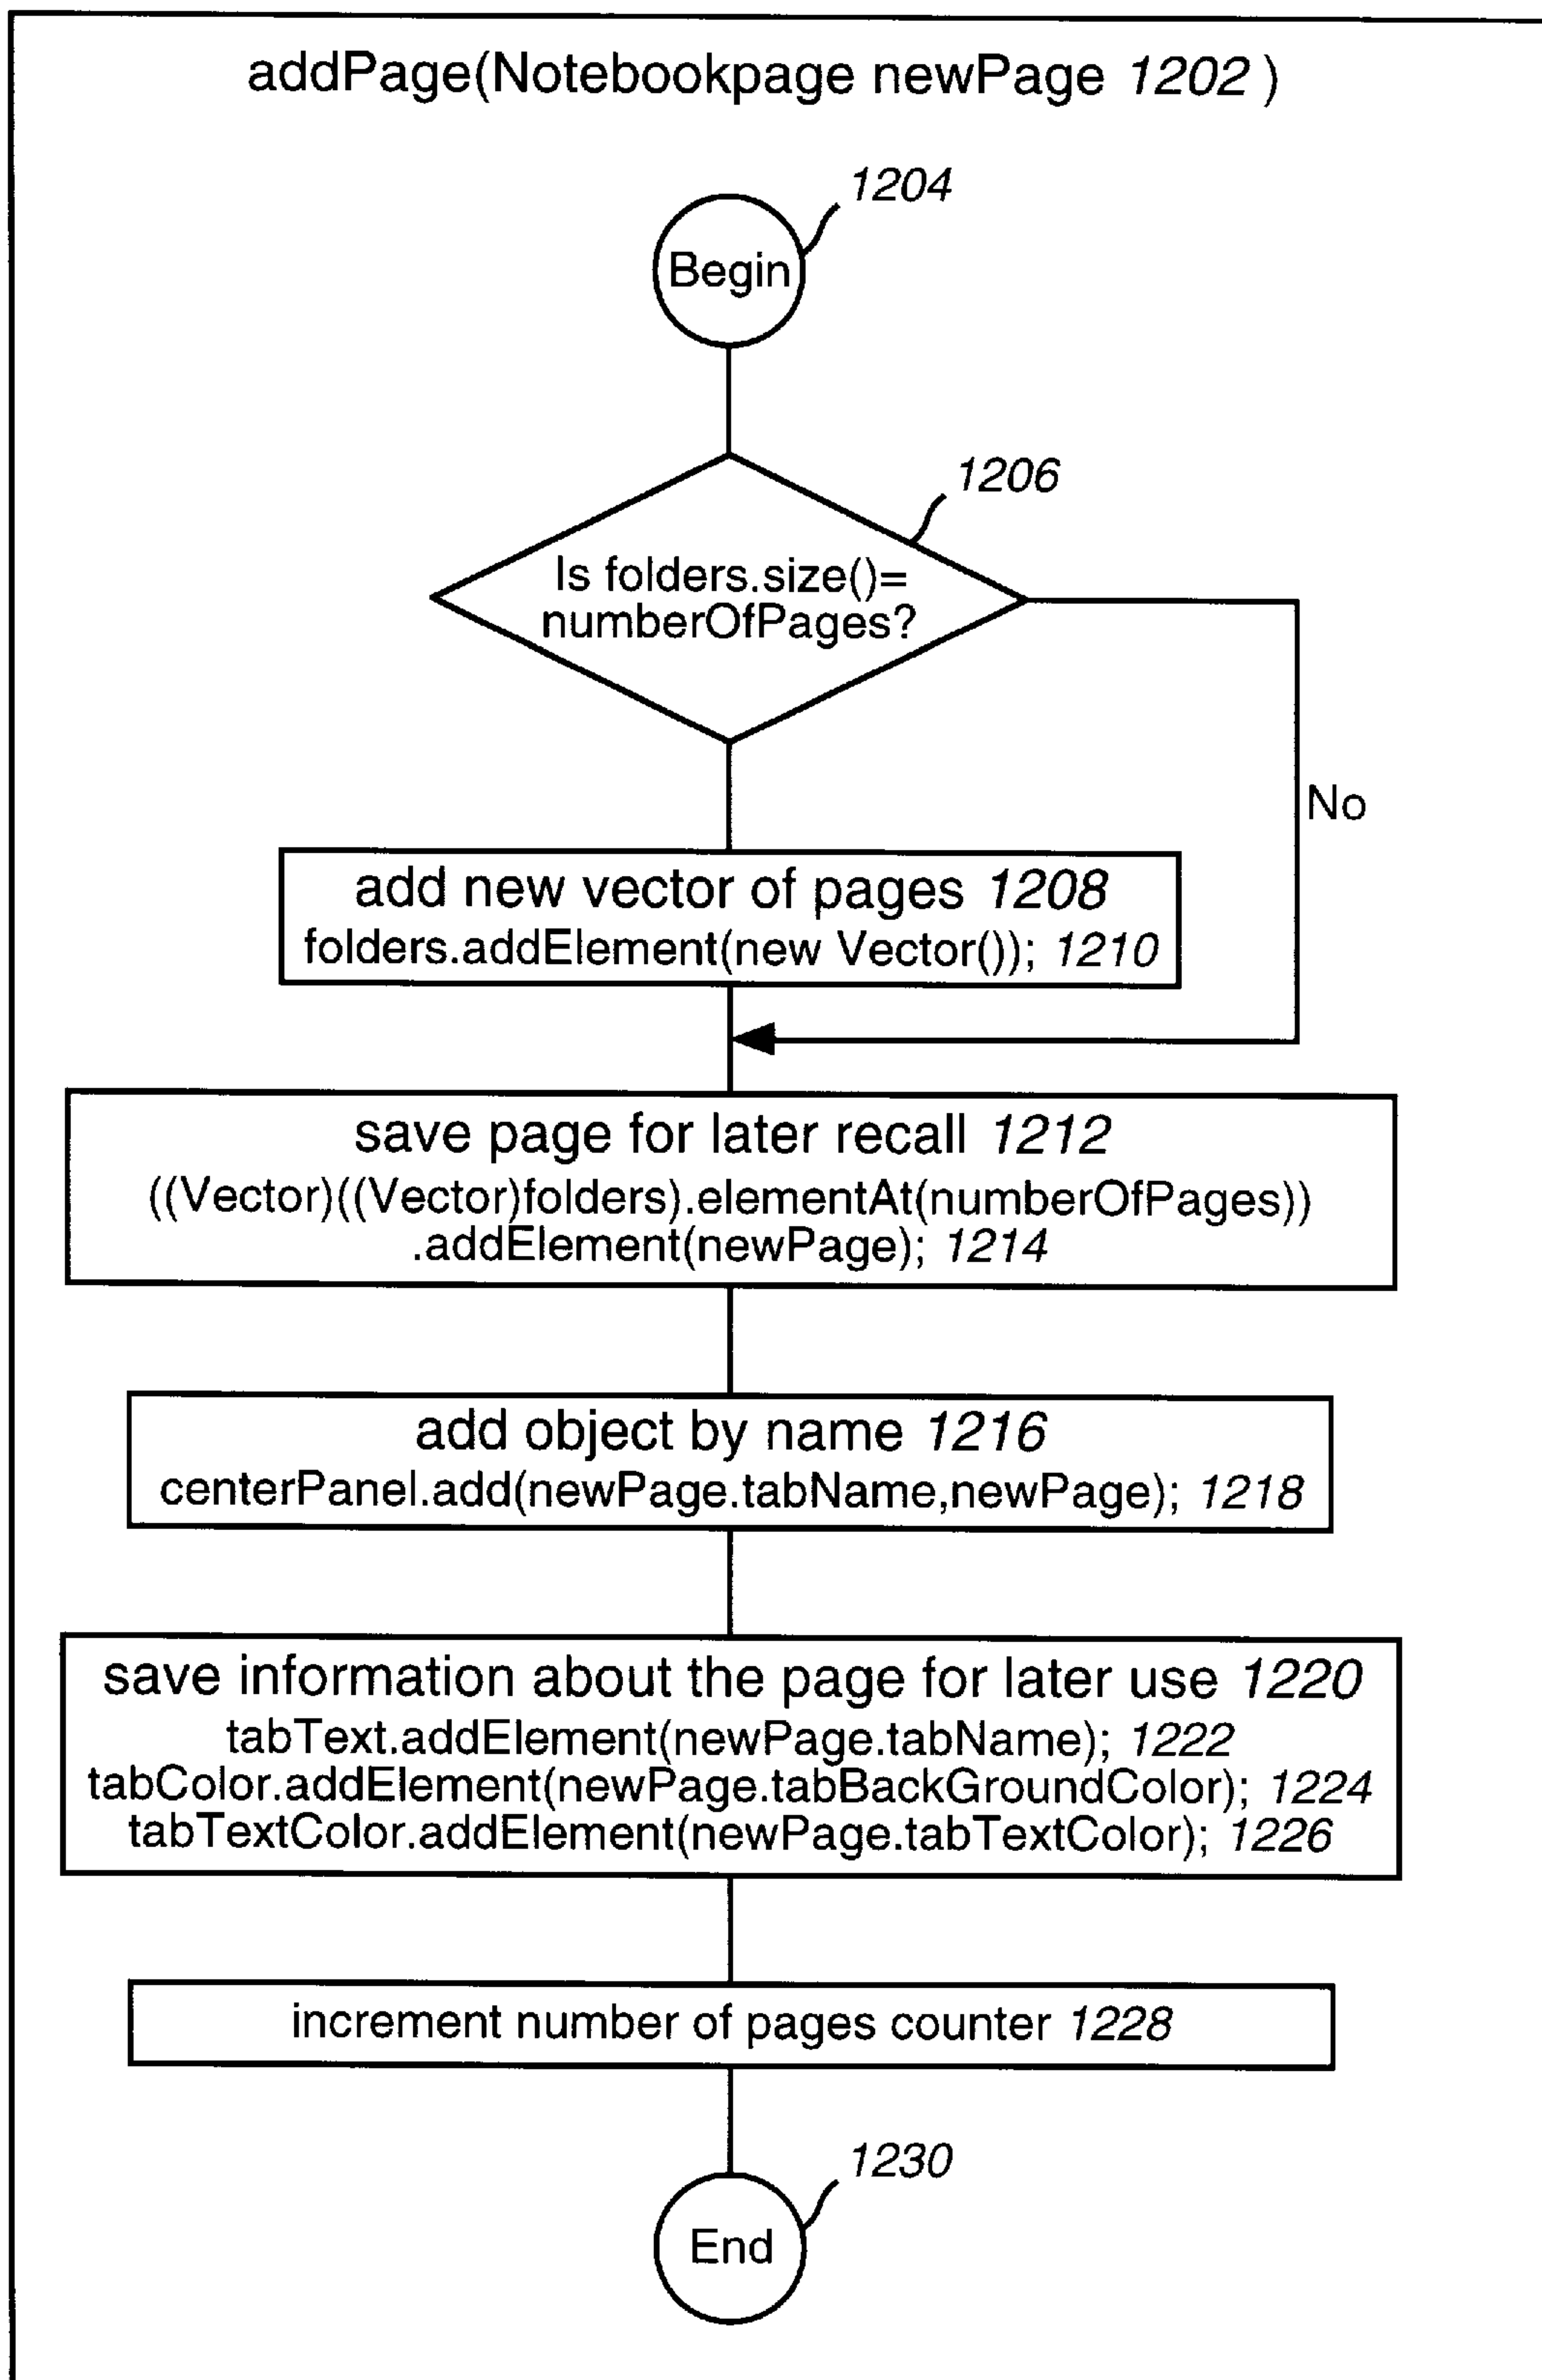 addPage(Notebookpage newPage 1202)
1204
Begin
1206
Is folders.size()=
numberOfPages?
No
add new vector of pages 1208
folders.addElement(new Vector()); 1210
save page for later recall 1212
((Vector)((Vector)folders).elementAt(numberOfPages))
.addElement(newPage); 1214
add object by name 1216
centerPanel.add(newPage.tabName,newPage); 1218
save information about the page for later use 1220
tabText.addElement(newPage.tabName); 1222
tabColor.addElement(newPage.tabBackGroundColor); 1224
tabTextColor.addElement(newPage.tabTextColor); 1226
increment number of pages counter 1228
1230
End